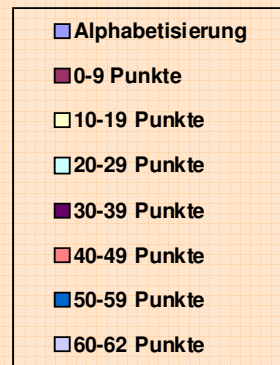 Alphabetisierung
0-9 Punkte
10-19 Punkte
20-29 Punkte
30-39 Punkte
40-49 Punkte
50-59 Punkte
60-62 Punkte